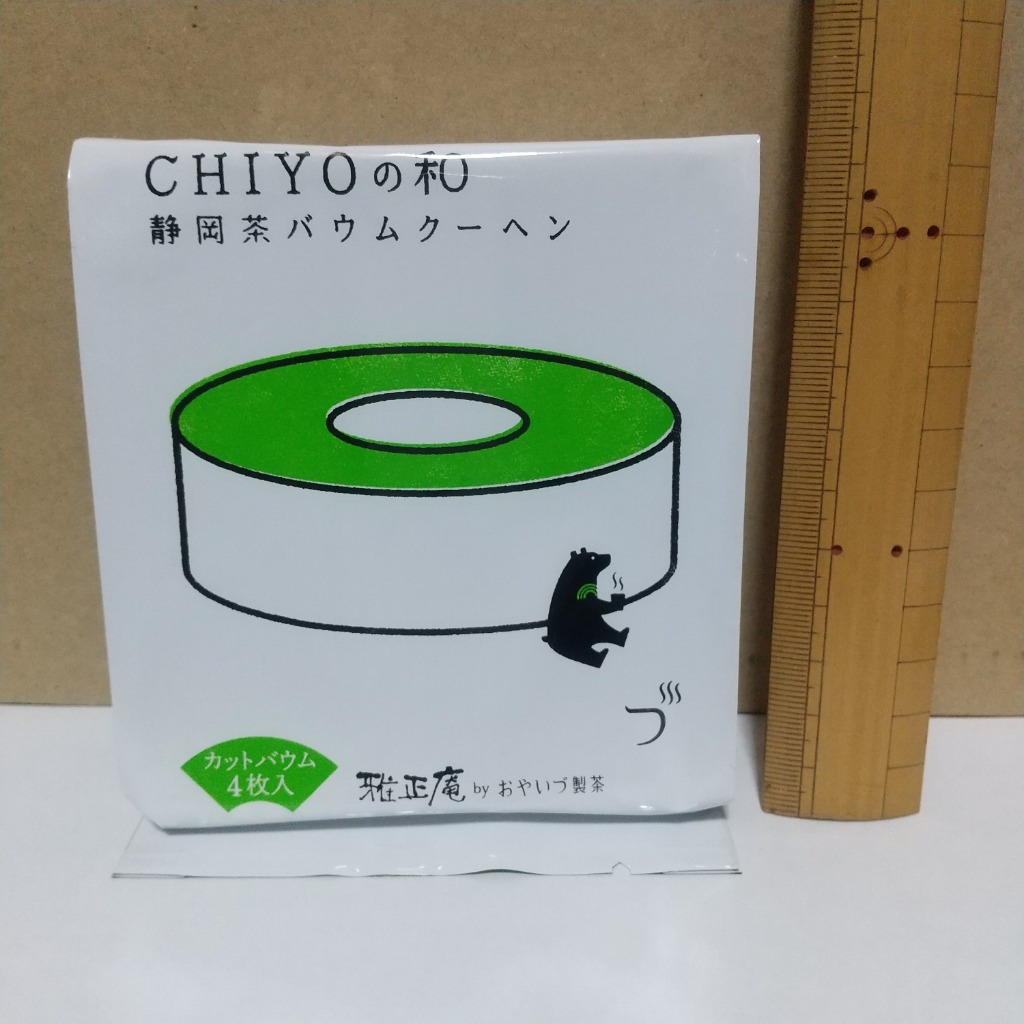 CHIYOの和
静岡茶バウムクーヘン
づ
カットバウム
4枚入
雅正庵 by おやいづ製茶